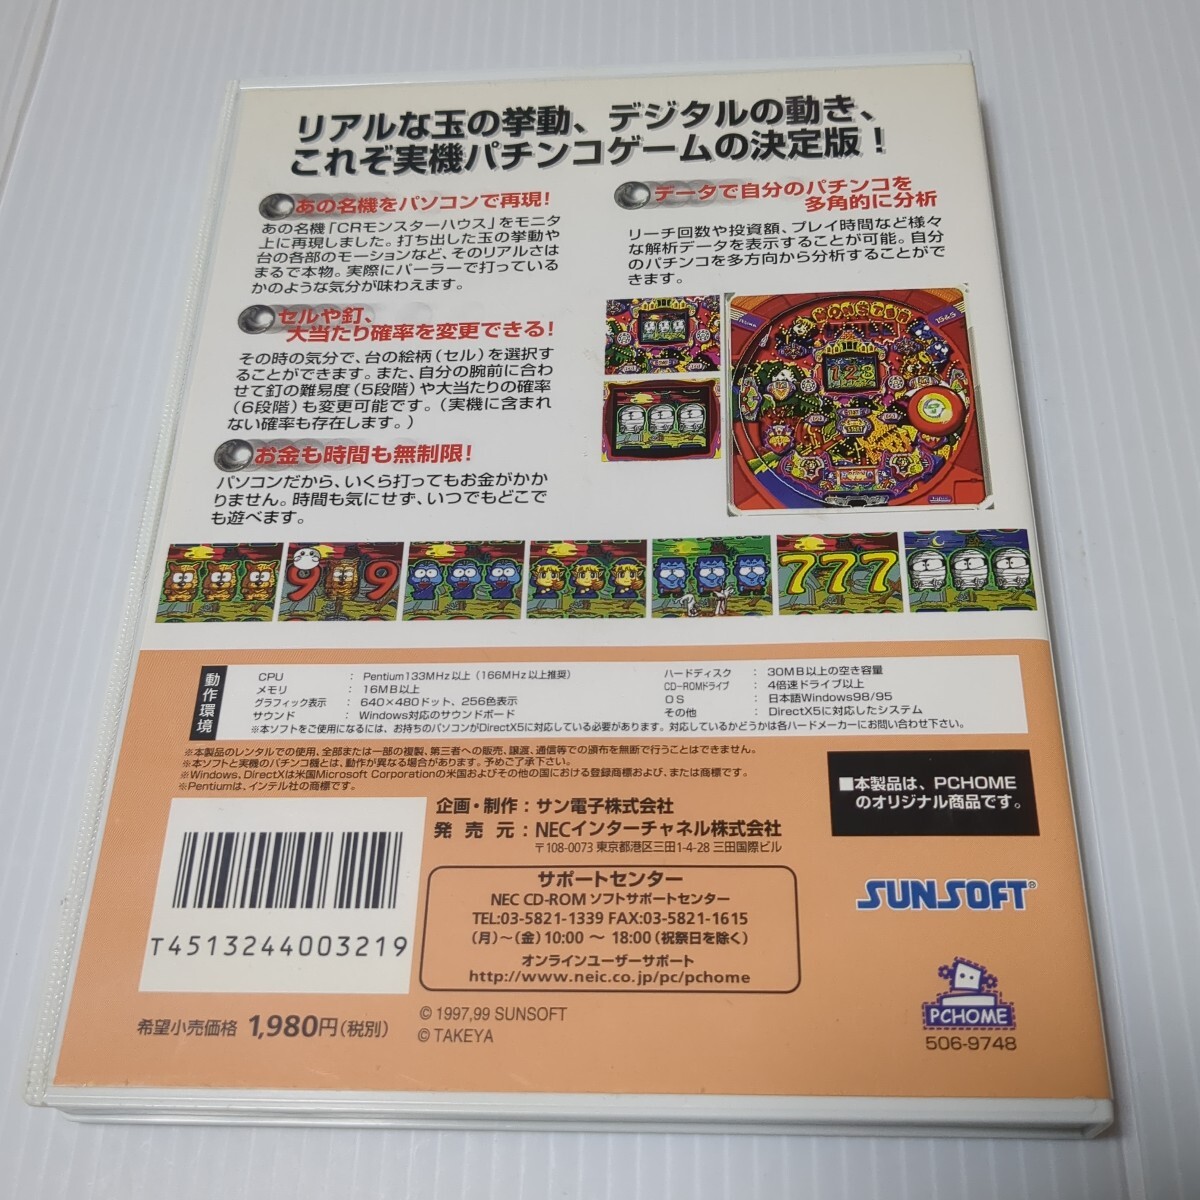 リアルな玉の挙動、デジタルの動き、
これぞ実機パチンコゲームの決定版！
あの名機をパソコンで再現！
あの名機「CRモンスターハウス」をモニタ
上に再現しました。打ち出した玉の挙動や
台の各部のモーションなど、そのリアルさは
まるで本物。実際にパーラーで打っている
かのような気分が味わえます。
セルや釘、
大当たり確率を変更できる！
その時の気分で、台の絵柄（セル）を選択す
ることができます。また、自分の腕前に合わ
せて釘の難易度（5段階）や大当たりの確率
（6段階）も変更可能です。（実機に含まれ
ない確率も存在します。）
お金も時間も無制限！
パソコンだから、いくら打ってもお金がかか
りません。時間も気にせず、いつでもどこで
も遊べます。
データで自分のパチンコを
多角的に分析
リーチ回数や投資額、プレイ時間など様々
な解析データを表示することが可能。自分
のパチンコを多方向から分析することがで
きます。
MONSTER
HOUSE
123
START
9 9
777
動作環境
CPU : Pentium133MHz以上（166MHz以上推奨）
メモリ : 16MB以上
グラフィック表示 : 640×480ドット、256色表示
サウンド : Windows対応のサウンドボード
ハードディスク : 30MB以上の空き容量
CD-ROMドライブ : 4倍速ドライブ以上
OS : 日本語Windows98/95
その他 : DirectX5に対応したシステム
※本ソフトをご使用になるには、お持ちのパソコンがDirectX5に対応している必要があります。対応しているかどうかは各ハードメーカーにお問い合わせ下さい。
※本製品のレンタルでの使用、全部または一部の複製、第三者への販売、譲渡、通信等での頒布を無断で行うことはできません。
※本ソフトと実機のパチンコ機とは、動作が異なる場合があります。予めご了承下さい。
※Windows、DirectXは米国Microsoft Corporationの米国およびその他の国における登録商標および、または商標です。
※Pentiumは、インテル社の商標です。
■本製品は、PCHOME
のオリジナル商品です。
企画・制作：サン電子株式会社
発売元：NECインターチャネル株式会社
〒108-0073 東京都港区三田1-4-28 三田国際ビル
サポートセンター
NEC CD-ROM ソフトサポートセンター
TEL:03-5821-1339 FAX:03-5821-1615
（月）～（金）10:00 ～ 18:00（祝祭日を除く）
オンラインユーザーサポート
http://www.neic.co.jp/pc/pchome
T4513244003219
希望小売価格 1,980円（税別）
© 1997,99 SUNSOFT
© TAKEYA
SUNSOFT®
PCHOME
506-9748